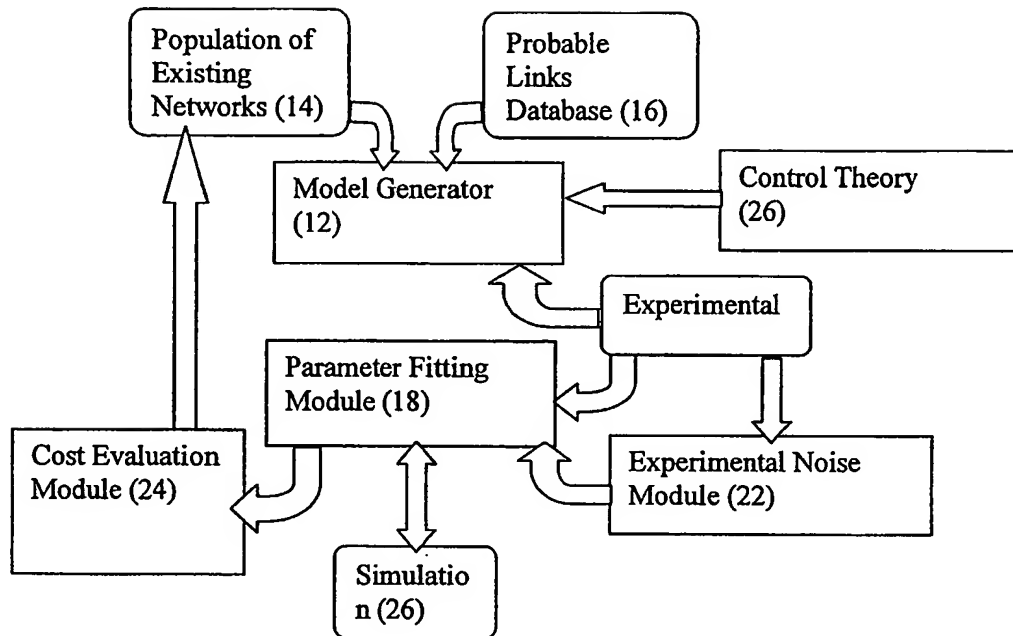 Population of
Existing
Networks (14)
Probable
Links
Database (16)
Model Generator
(12)
Control Theory
(26)
Experimental
Parameter Fitting
Module (18)
Cost Evaluation
Module (24)
Experimental Noise
Module (22)
Simulatio
n (26)